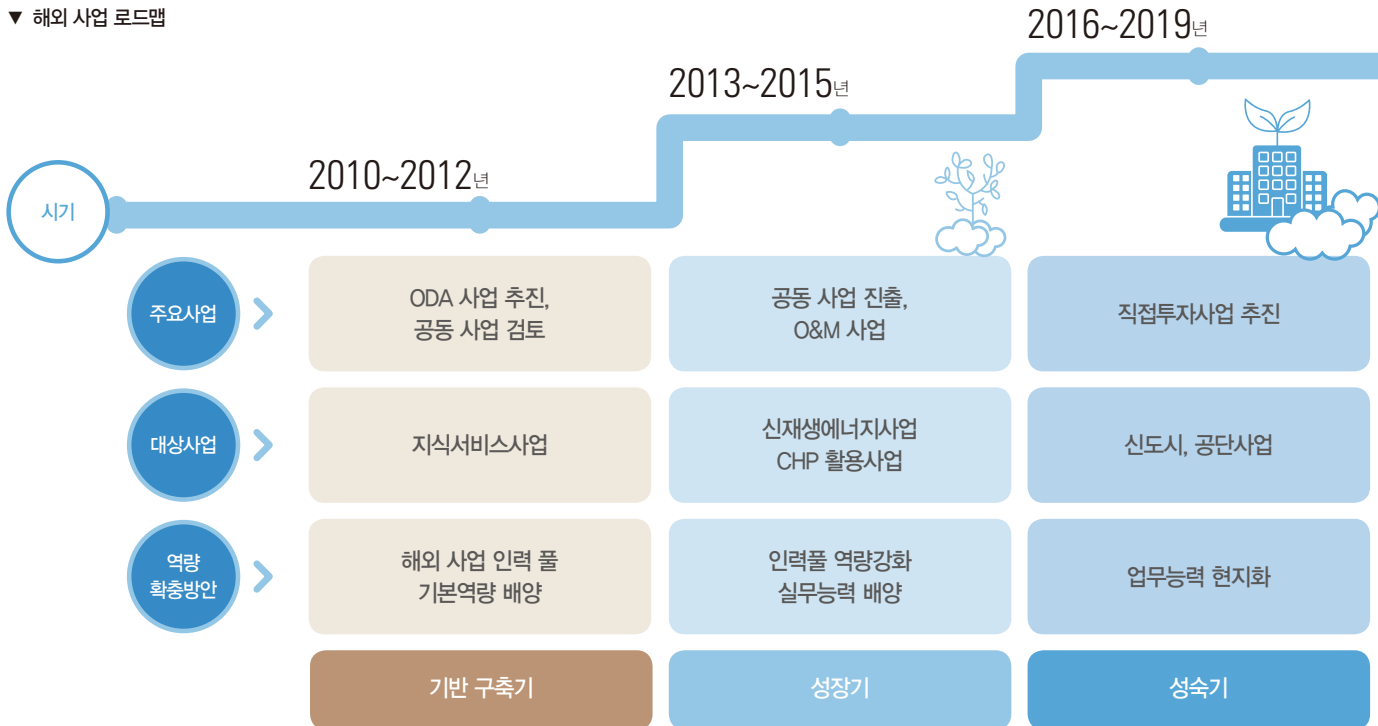 ▼ 해외 사업 로드맵
2016~2019년
2013~2015년
2010~2012년
시기
주요사업
ODA 사업 추진,
공동 사업 검토
공동 사업 진출,
O&M 사업
직접투자사업 추진
대상사업
지식서비스사업
신재생에너지사업
CHP 활용사업
신도시, 공단사업
역량
확충방안
해외 사업 인력 풀
기본역량 배양
인력풀 역량강화
실무능력 배양
업무능력 현지화
기반 구축기
성장기
성숙기